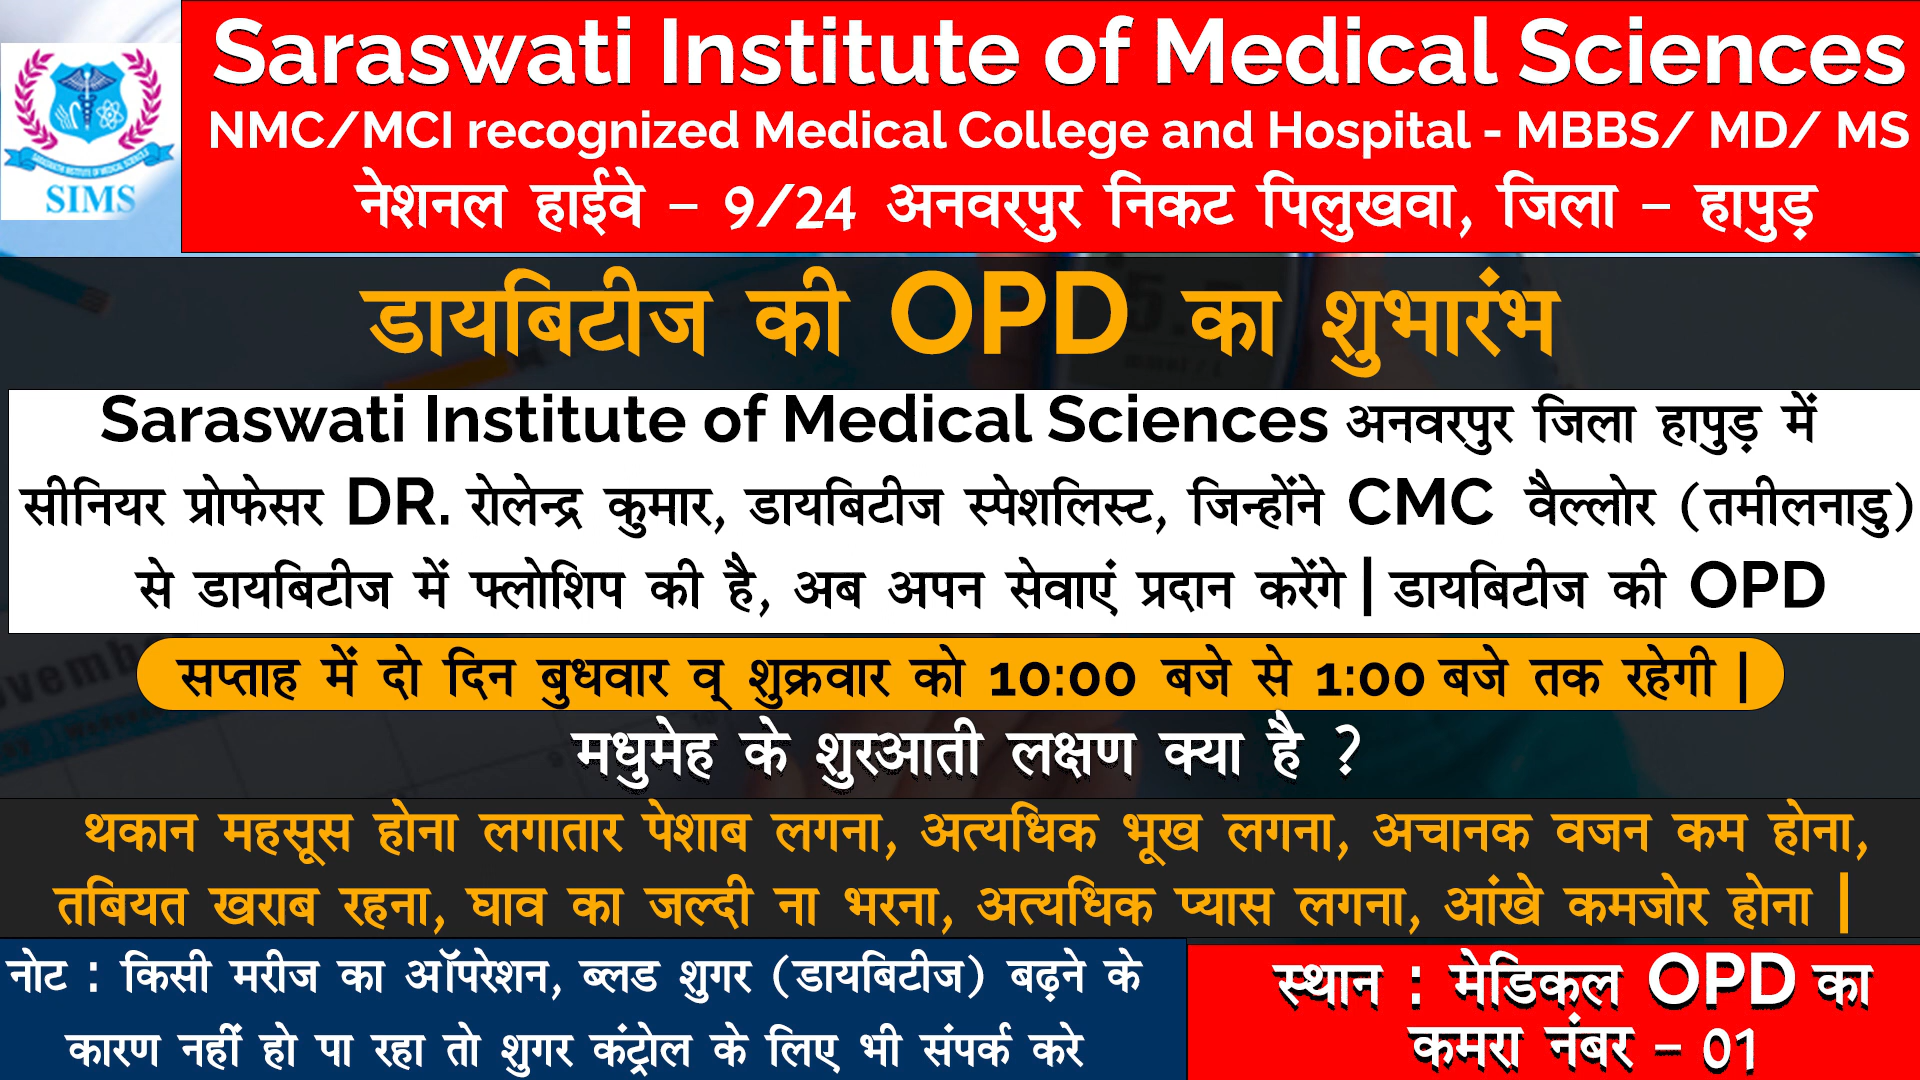 Saraswati Institute of Medical Sciences
NMC/MCI recognized Medical College and Hospital - MBBS/ MD/ MS
नेशनल हाईवे – 9/24 अनवरपुर निकट पिलुखवा, जिला – हापुड़
SARASWATHI INSTITUTE OF MEDICAL SCIENCES
SIMS
डायबिटीज की OPD का शुभारंभ
Saraswati Institute of Medical Sciences अनवरपुर जिला हापुड़ में
सीनियर प्रोफेसर DR. रोलेन्द्र कुमार, डायबिटीज स्पेशलिस्ट, जिन्होंने CMC वैल्लोर (तमीलनाडु)
से डायबिटीज में फ्लोशिप की है, अब अपन सेवाएं प्रदान करेंगे | डायबिटीज की OPD
सप्ताह में दो दिन बुधवार व् शुक्रवार को 10:00 बजे से 1:00 बजे तक रहेगी |
मधुमेह के शुरआती लक्षण क्या है ?
थकान महसूस होना लगातार पेशाब लगना, अत्यधिक भूख लगना, अचानक वजन कम होना,
तबियत खराब रहना, घाव का जल्दी ना भरना, अत्यधिक प्यास लगना, आंखे कमजोर होना |
नोट : किसी मरीज का ऑपरेशन, ब्लड शुगर (डायबिटीज) बढ़ने के
कारण नहीं हो पा रहा तो शुगर कंट्रोल के लिए भी संपर्क करे
स्थान : मेडिकल OPD का
कमरा नंबर – 01